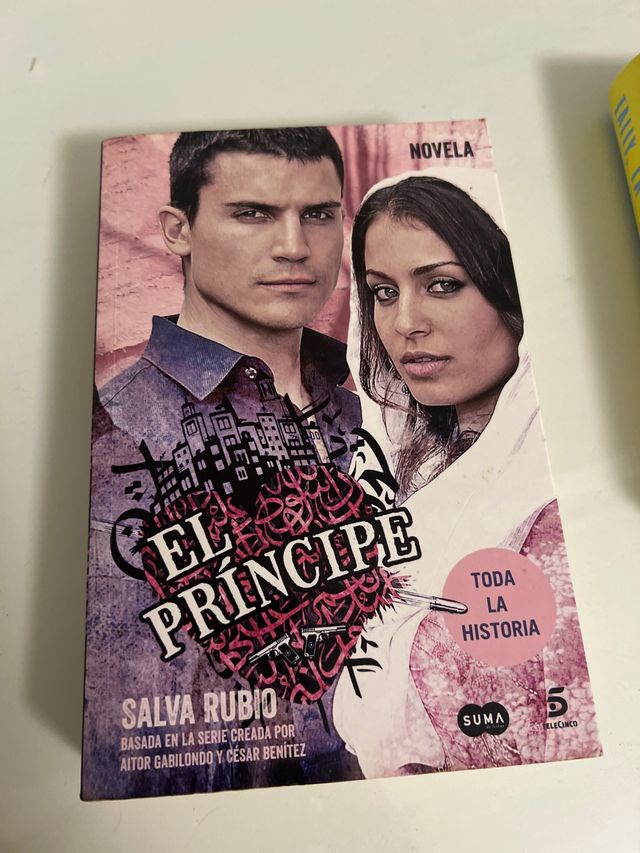 NOVELA
EL
PRÍNCIPE
TODA
LA
HISTORIA
SALVA RUBIO
BASADA EN LA SERIE CREADA POR
AITOR GABILONDO Y CÉSAR BENÍTEZ
SUMA
5
TELECINCO
TALK